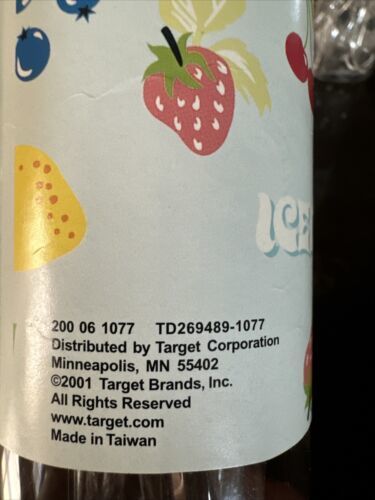 ICE
200 06 1077 TD269489-1077
Distributed by Target Corporation
Minneapolis, MN 55402
©2001 Target Brands, Inc.
All Rights Reserved
www.target.com
Made in Taiwan